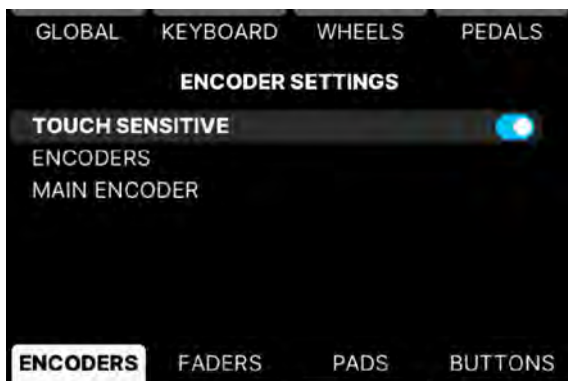 GLOBAL KEYBOARD WHEELS PEDALS
ENCODER SETTINGS
TOUCH SENSITIVE
ENCODERS
MAIN ENCODER
ENCODERS FADERS PADS BUTTONS